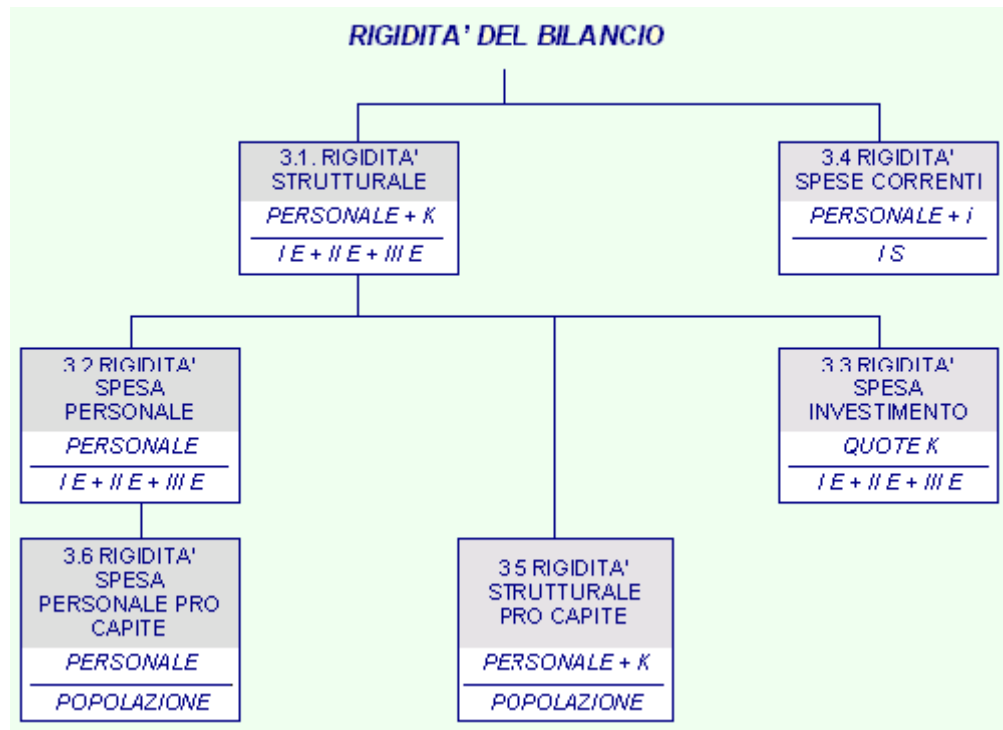 RIGIDITA' DEL BILANCIO
3.1. RIGIDITA'
STRUTTURALE
PERSONALE + K
I E + II E + III E
3.4 RIGIDITA'
SPESE CORRENTI
PERSONALE + i
I S
3.2 RIGIDITA'
SPESA
PERSONALE
PERSONALE
I E + II E + III E
3.3 RIGIDITA'
SPESA
INVESTIMENTO
QUOTE K
I E + II E + III E
3.6 RIGIDITA'
SPESA
PERSONALE PRO
CAPITE
PERSONALE
POPOLAZIONE
3.5 RIGIDITA'
STRUTTURALE
PRO CAPITE
PERSONALE + K
POPOLAZIONE